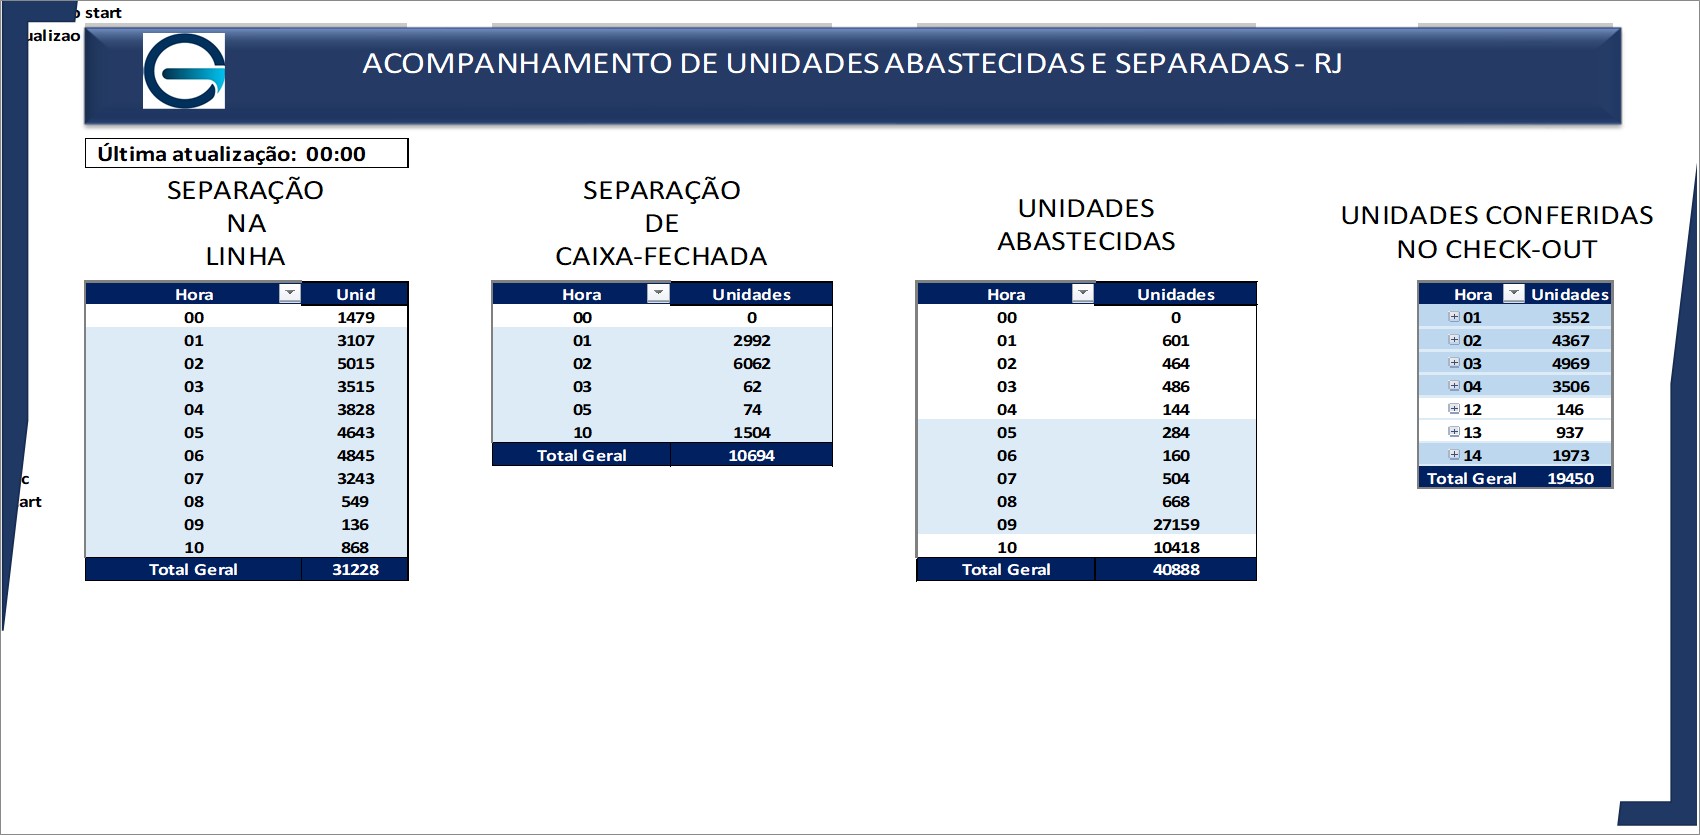 start
ualizao
ACOMPANHAMENTO DE UNIDADES ABASTECIDAS E SEPARADAS - RJ
Última atualização: 00:00
SEPARAÇÃO
NA
LINHA
Hora Unid
00 1479
01 3107
02 5015
03 3515
04 3828
05 4643
06 4845
07 3243
08 549
09 136
10 868
Total Geral 31228
SEPARAÇÃO
DE
CAIXA-FECHADA
Hora Unidades
00 0
01 2992
02 6062
03 62
05 74
10 1504
Total Geral 10694
UNIDADES
ABASTECIDAS
Hora Unidades
00 0
01 601
02 464
03 486
04 144
05 284
06 160
07 504
08 668
09 27159
10 10418
Total Geral 40888
UNIDADES CONFERIDAS
NO CHECK-OUT
Hora Unidades
01 3552
02 4367
03 4969
04 3506
12 146
13 937
14 1973
Total Geral 19450
c
art